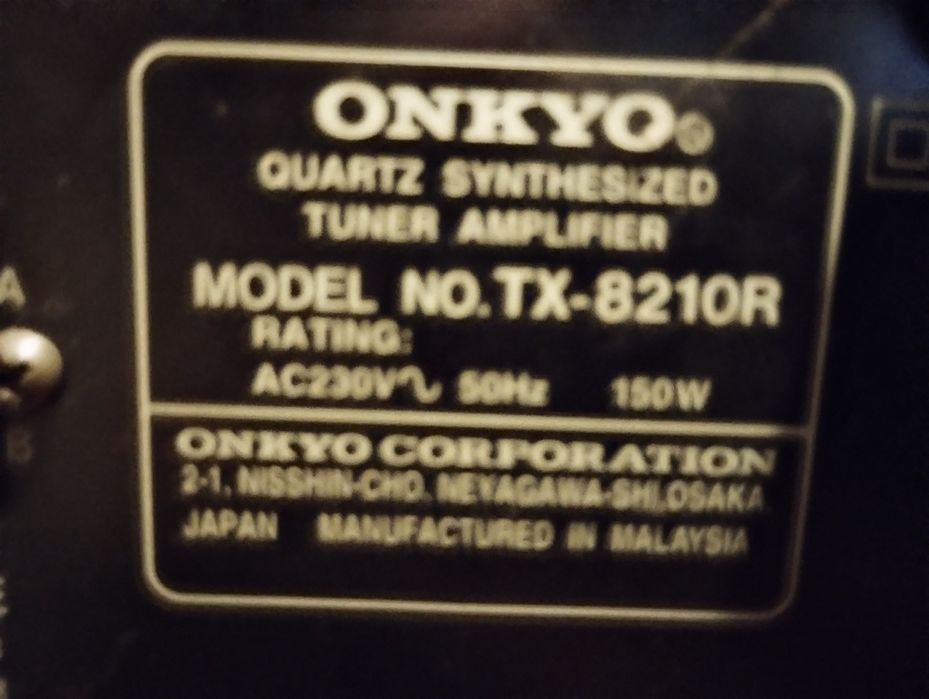 ONKYO®
QUARTZ SYNTHESIZED
TUNER AMPLIFIER
MODEL NO. TX-8210R
RATING:
AC230V∿ 50Hz 150W
ONKYO CORPORATION
2-1, NISSHIN-CHO, NEYAGAWA-SHI, OSAKA
JAPAN MANUFACTURED IN MALAYSIA
A
B